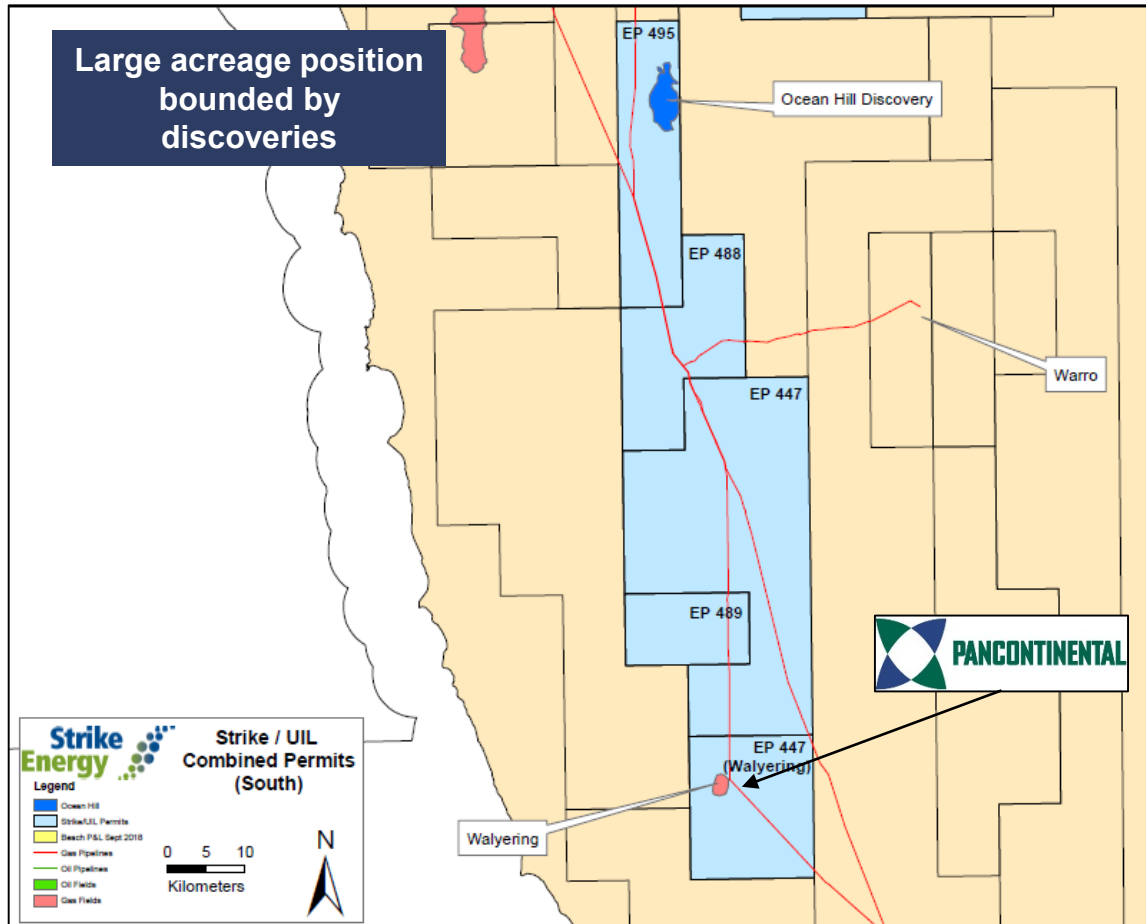 Large acreage position
bounded by
discoveries
EP 495
Ocean Hill Discovery
EP 488
Warro
EP 447
EP 489
PANCONTINENTAL
EP 447
(Walyering)
Walyering
Strike
Energy
Strike / UIL
Combined Permits
(South)
Legend
Ocean Hill
Strike/UIL Permits
Beach P&L Sept 2018
Gas Pipelines
Oil Pipelines
Oil Fields
Gas Fields
0 5 10
Kilometers
N